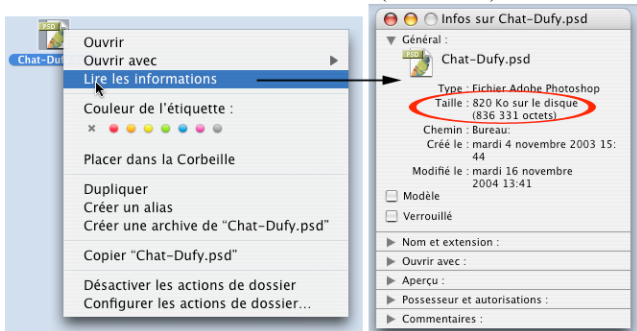 PSD
Chat-Du
Ouvrir
Ouvrir avec
Lire les informations
Couleur de l'étiquette :
Placer dans la Corbeille
Dupliquer
Créer un alias
Créer une archive de “Chat-Dufy.psd”
Copier “Chat-Dufy.psd”
Désactiver les actions de dossier
Configurer les actions de dossier...
Infos sur Chat-Dufy.psd
Général :
PSD
Chat-Dufy.psd
Type : Fichier Adobe Photoshop
Taille : 820 Ko sur le disque
(836 331 octets)
Chemin : Bureau:
Créé le : mardi 4 novembre 2003 15:
44
Modifié le : mardi 16 novembre
2004 13:41
Modèle
Verrouillé
Nom et extension :
Ouvrir avec :
Aperçu :
Possesseur et autorisations :
Commentaires :